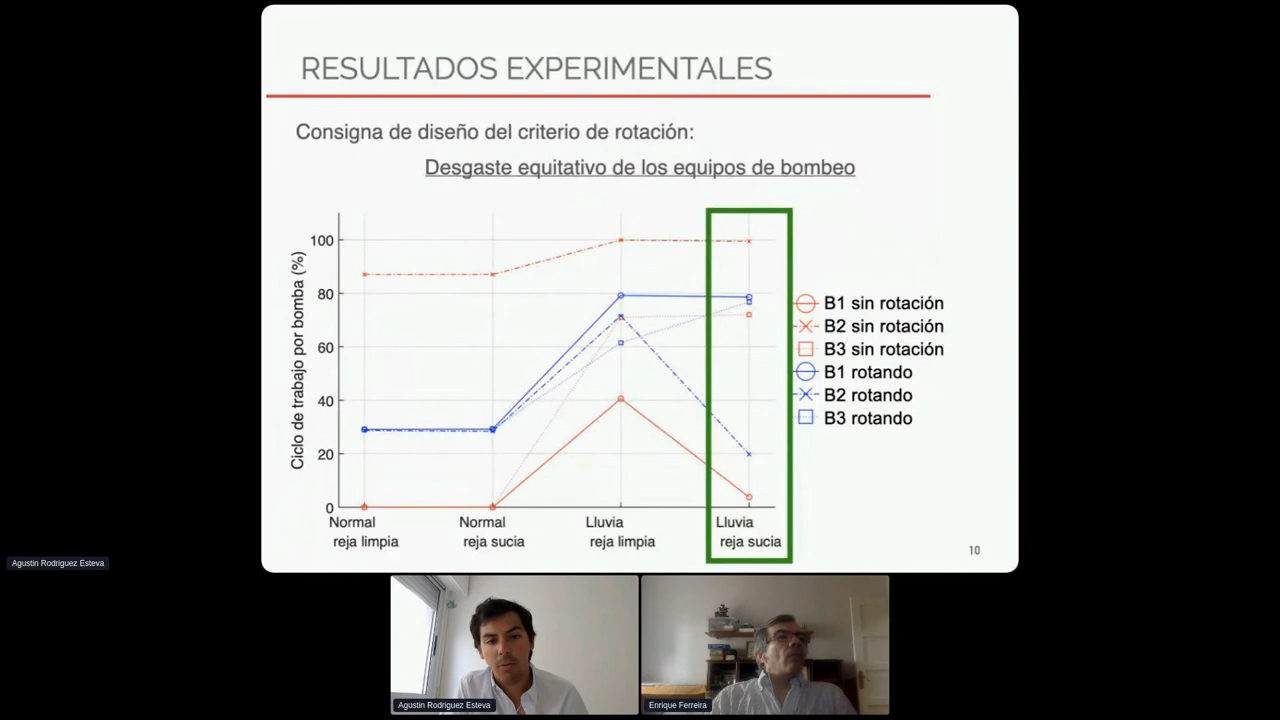 RESULTADOS EXPERIMENTALES
Consigna de diseño del criterio de rotación:
Desgaste equitativo de los equipos de bombeo
Ciclo de trabajo por bomba (%)
100
80
60
40
20
0
Normal
reja limpia
Normal
reja sucia
Lluvia
reja limpia
Lluvia
reja sucia
B1 sin rotación
B2 sin rotación
B3 sin rotación
B1 rotando
B2 rotando
B3 rotando
10
Agustin Rodriguez Esteva
Agustin Rodriguez Esteva
Enrique Ferreira